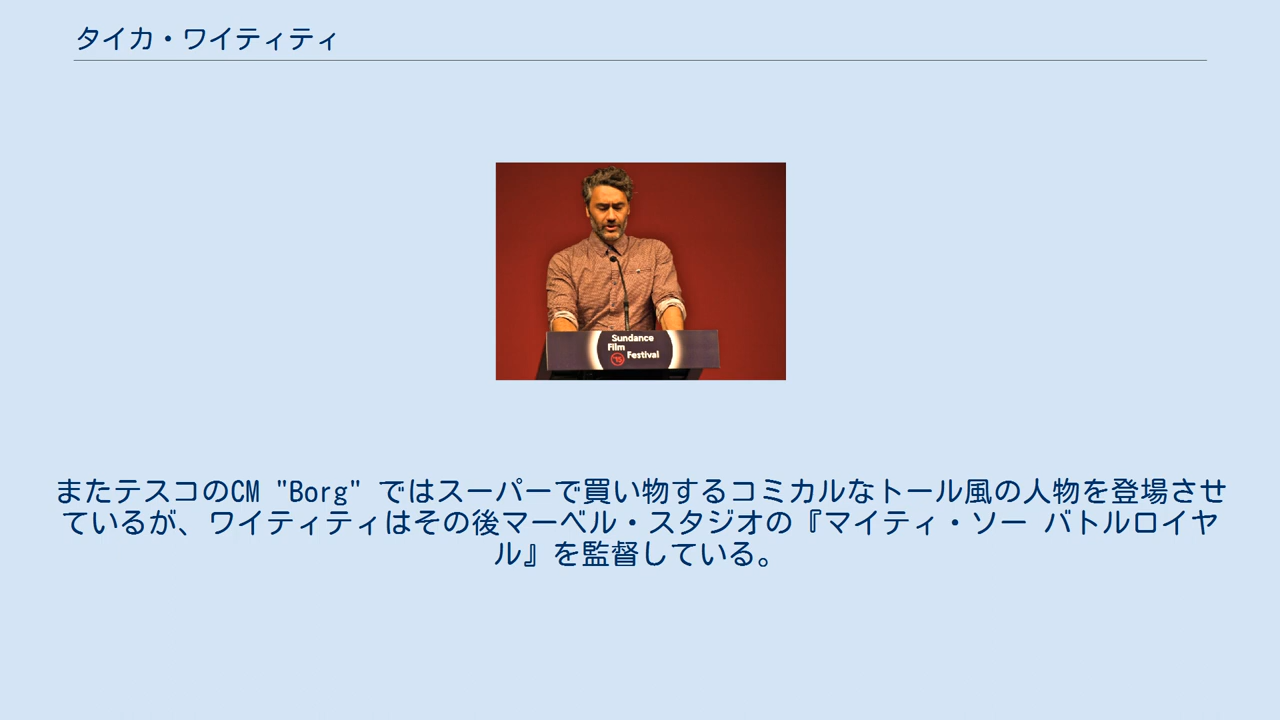 タイカ・ワイティティ
Sundance
Film
Festival
またテスコのCM "Borg" ではスーパーで買い物するコミカルなトール風の人物を登場させ
ているが、ワイティティはその後マーベル・スタジオの『マイティ・ソー バトルロイヤ
ル』を監督している。